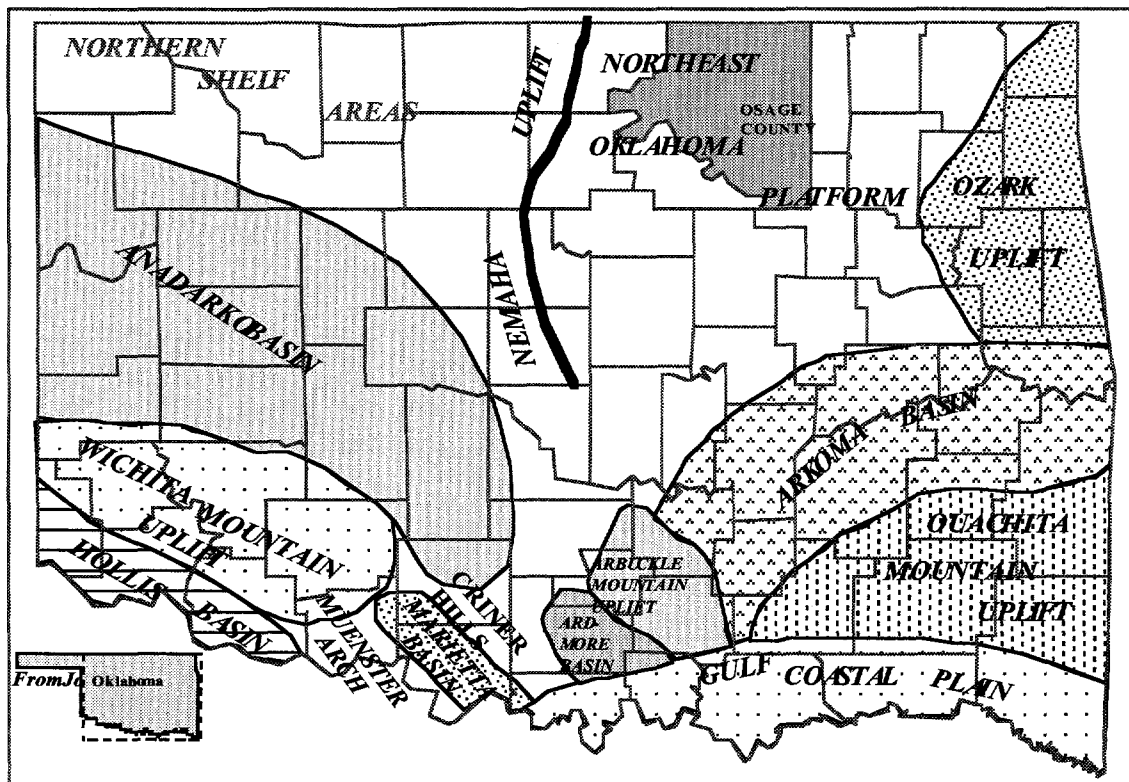 NORTHERN
SHELF
AREAS
UPLIFT
NEMAHA
NORTHEAST
OKLAHOMA
PLATFORM
OSAGE
COUNTY
OZARK
UPLIFT
ANADARKO BASIN
ARKOMA BASIN
WICHITA MOUNTAIN
UPLIFT
HOLLIS
BASIN
MUENSTER
ARCH
MARIETTA
BASIN
CRINER
HILLS
ARBUCKLE
MOUNTAIN
UPLIFT
ARD-
MORE
BASIN
OUACHITA
MOUNTAIN
UPLIFT
GULF COASTAL PLAIN
From Jo
Oklahoma